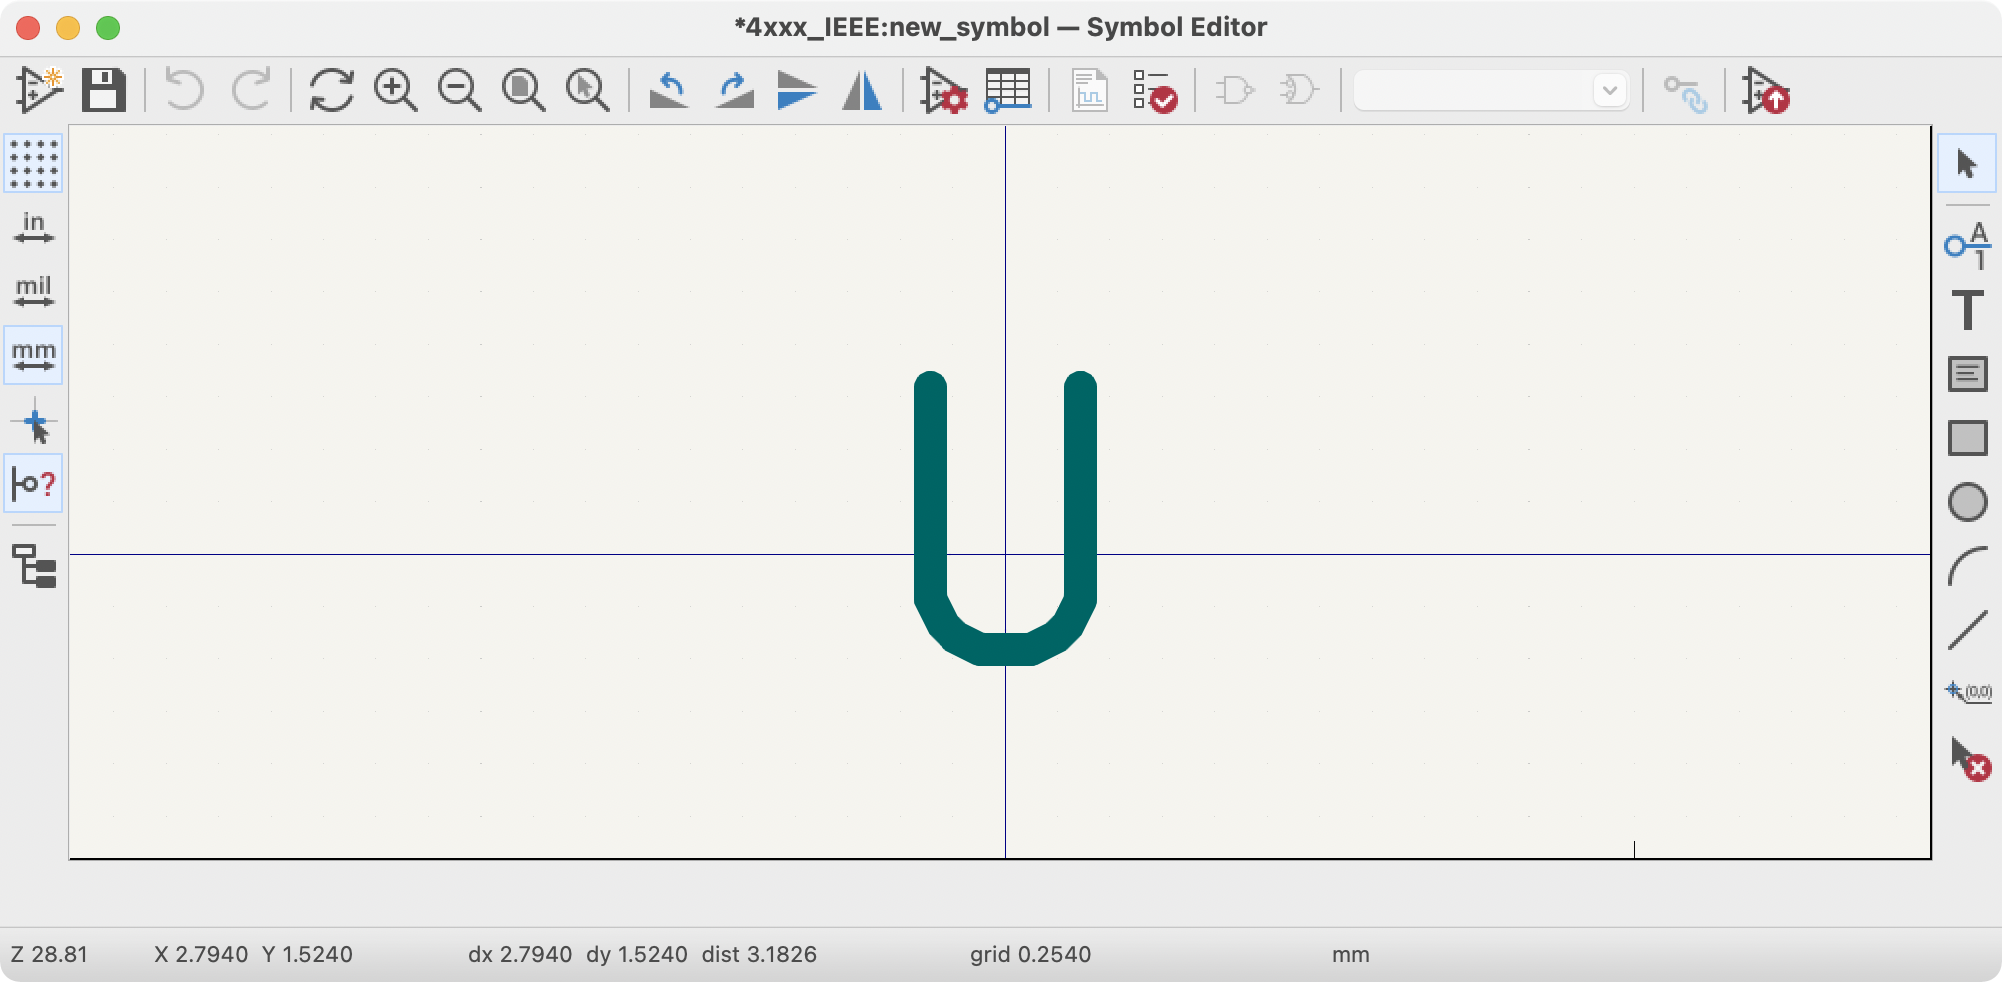 *4xxx_IEEE:new_symbol — Symbol Editor
in
mil
mm
?
A
1
T
(0,0)
U
Z 28.81 X 2.7940 Y 1.5240 dx 2.7940 dy 1.5240 dist 3.1826 grid 0.2540 mm